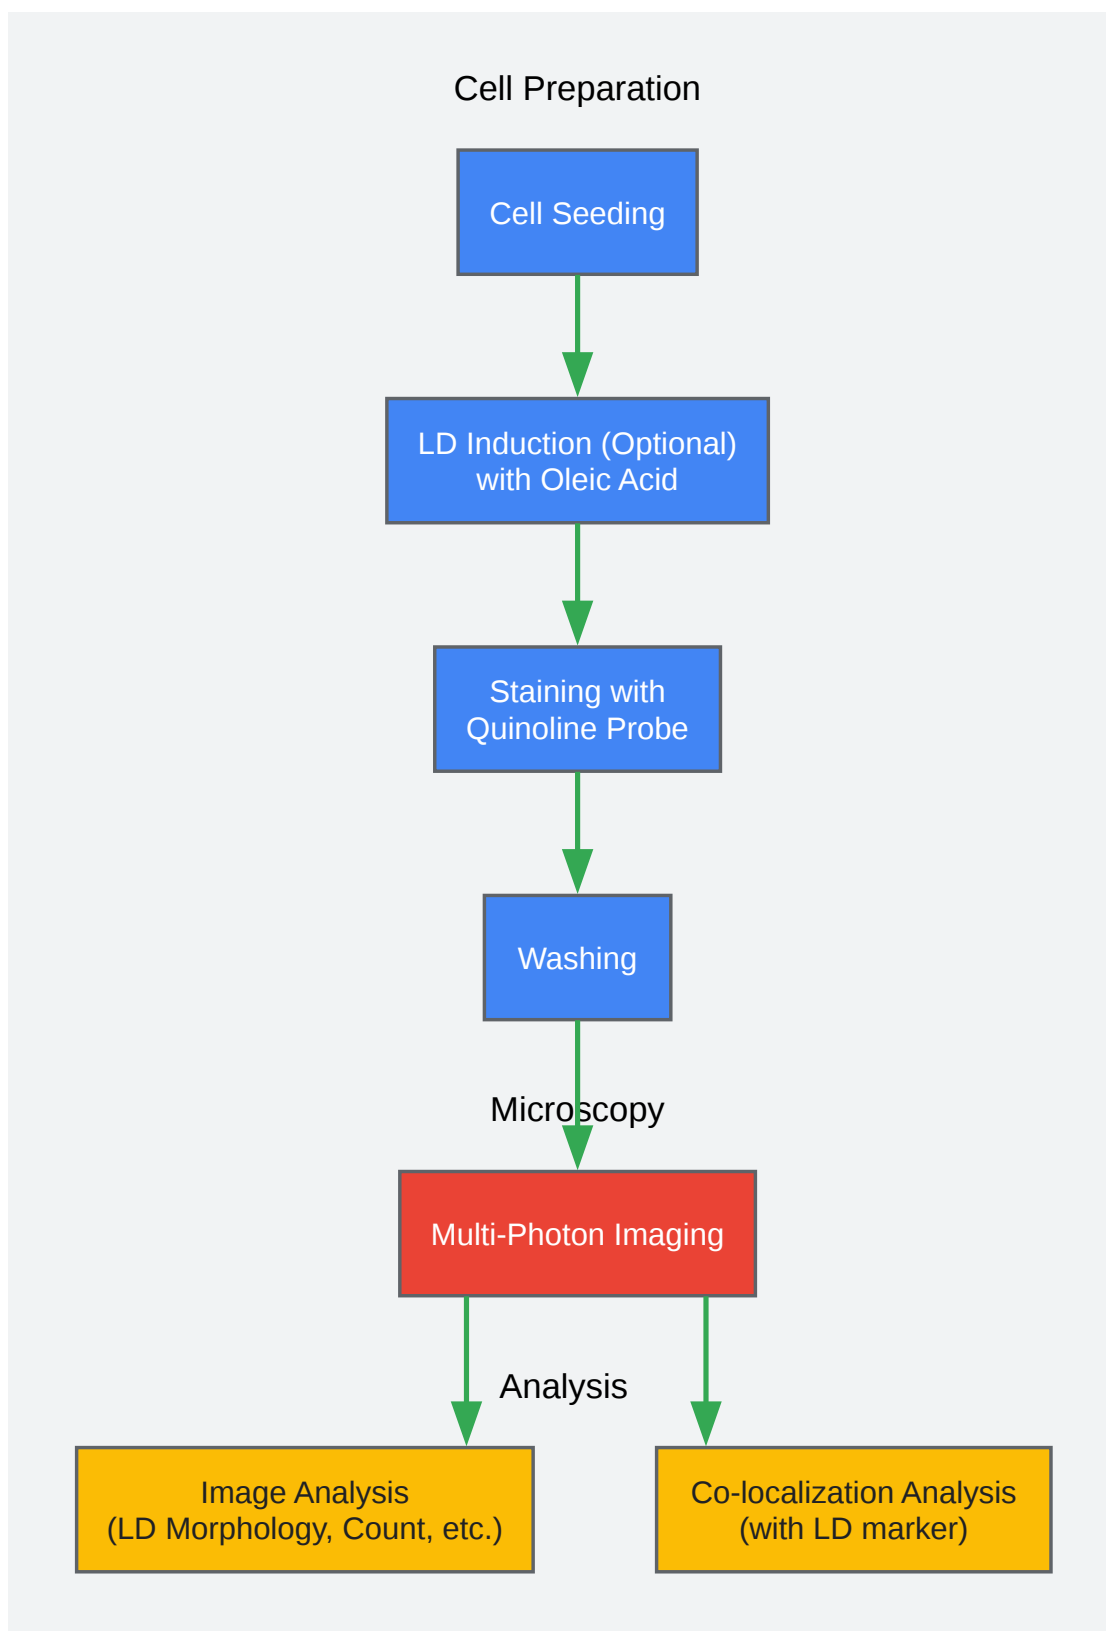 Cell Preparation
Cell Seeding
LD Induction (Optional)
with Oleic Acid
Staining with
Quinoline Probe
Washing
Microscopy
Multi-Photon Imaging
Analysis
Image Analysis
(LD Morphology, Count, etc.)
Co-localization Analysis
(with LD marker)